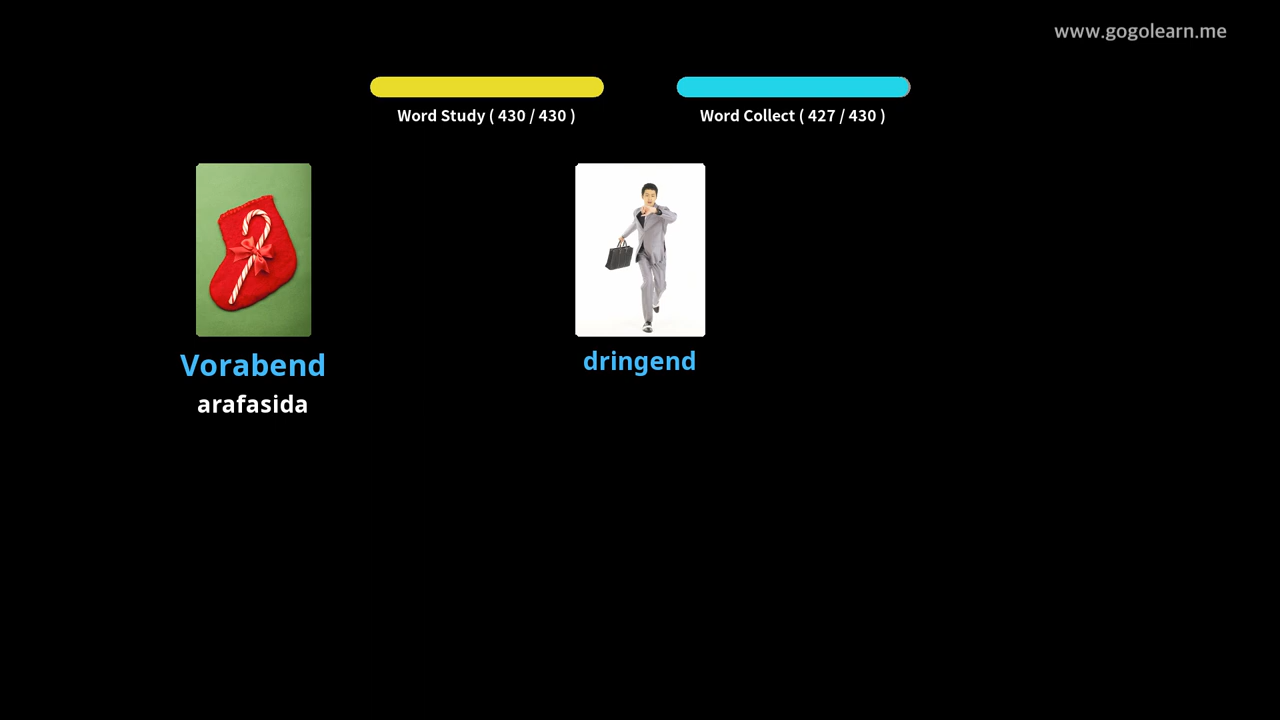 www.gogolearn.me
Word Study ( 430 / 430 )
Word Collect ( 427 / 430 )
Vorabend
arafasida
dringend